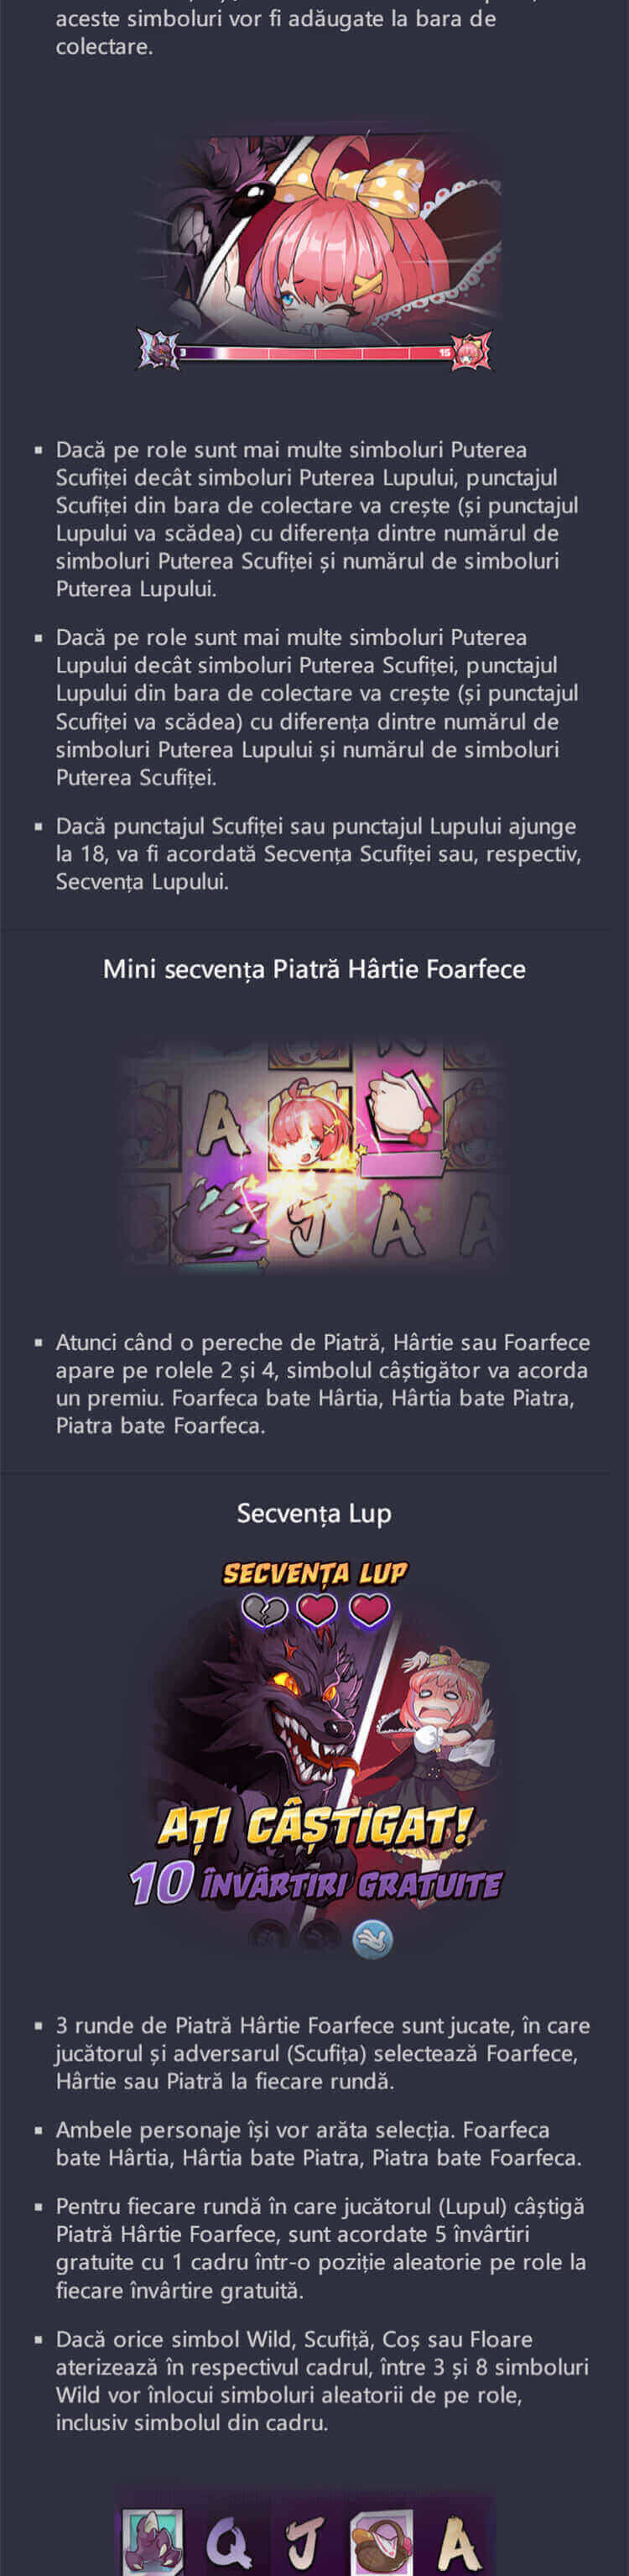 aceste simboluri vor fi adăugate la bara de
colectare.
3 15
Dacă pe role sunt mai multe simboluri Puterea
Scufiței decât simboluri Puterea Lupului, punctajul
Scufiței din bara de colectare va crește (și punctajul
Lupului va scădea) cu diferența dintre numărul de
simboluri Puterea Scufiței și numărul de simboluri
Puterea Lupului.
Dacă pe role sunt mai multe simboluri Puterea
Lupului decât simboluri Puterea Scufiței, punctajul
Lupului din bara de colectare va crește (și punctajul
Scufiței va scădea) cu diferența dintre numărul de
simboluri Puterea Lupului și numărul de simboluri
Puterea Scufiței.
Dacă punctajul Scufiței sau punctajul Lupului ajunge
la 18, va fi acordată Secvența Scufiței sau, respectiv,
Secvența Lupului.
Mini secvența Piatră Hârtie Foarfece
A
J A A
Atunci când o pereche de Piatră, Hârtie sau Foarfece
apare pe rolele 2 și 4, simbolul câștigător va acorda
un premiu. Foarfeca bate Hârtia, Hârtia bate Piatra,
Piatra bate Foarfeca.
Secvența Lup
SECVENȚA LUP
AȚI CÂȘTIGAT!
10 ÎNVÂRTIRI GRATUITE
3 runde de Piatră Hârtie Foarfece sunt jucate, în care
jucătorul și adversarul (Scufița) selectează Foarfece,
Hârtie sau Piatră la fiecare rundă.
Ambele personaje își vor arăta selecția. Foarfeca
bate Hârtia, Hârtia bate Piatra, Piatra bate Foarfeca.
Pentru fiecare rundă în care jucătorul (Lupul) câștigă
Piatră Hârtie Foarfece, sunt acordate 5 învârtiri
gratuite cu 1 cadru într-o poziție aleatorie pe role la
fiecare învârtire gratuită.
Dacă orice simbol Wild, Scufiță, Coș sau Floare
aterizează în respectivul cadrul, între 3 și 8 simboluri
Wild vor înlocui simboluri aleatorii de pe role,
inclusiv simbolul din cadru.
Q J A